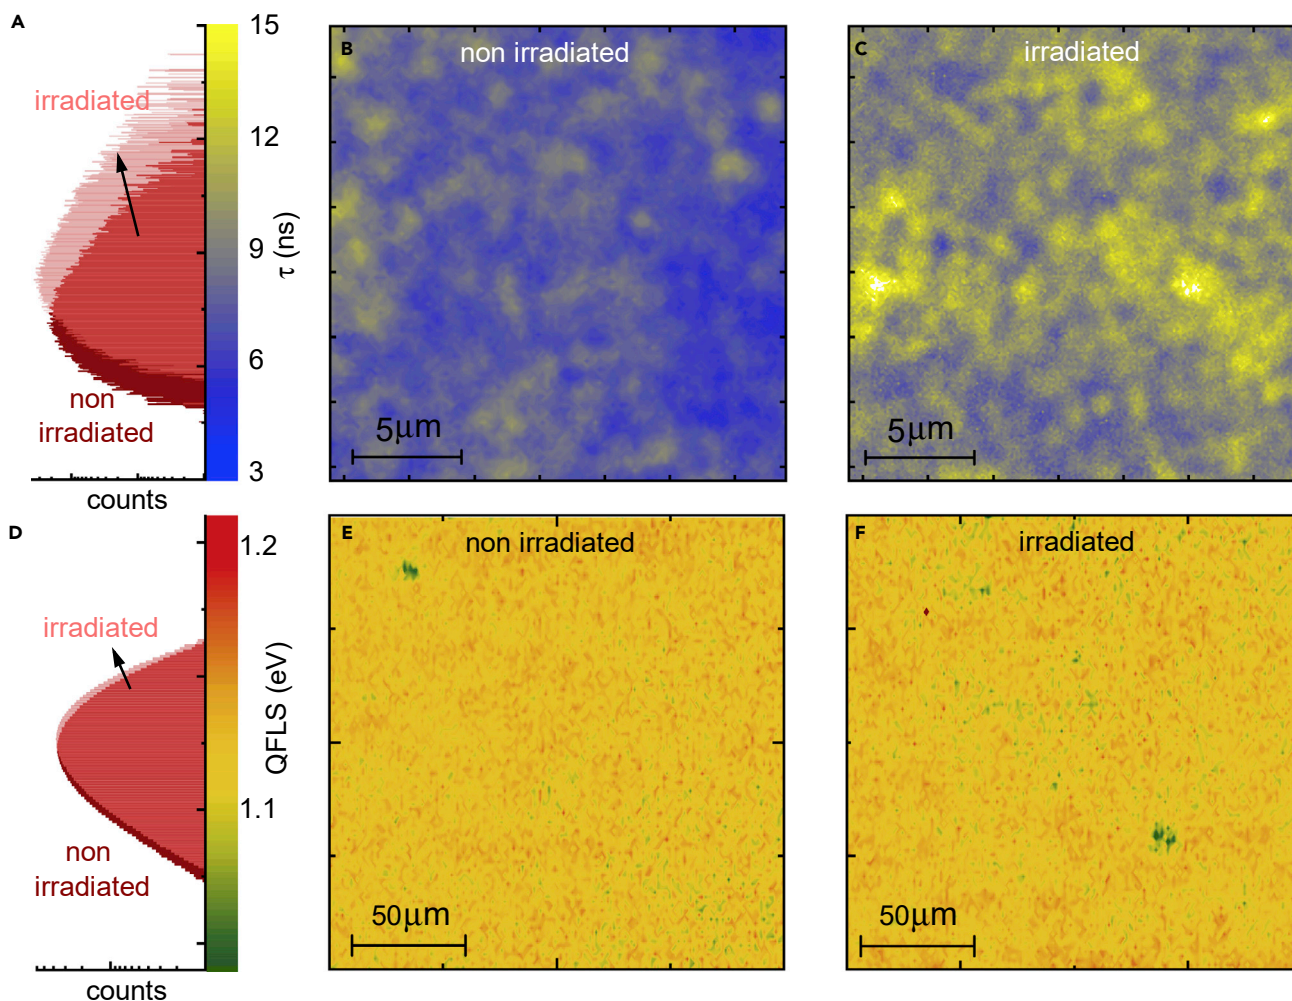 A
irradiated
non
irradiated
counts
15
12
9
6
3
τ (ns)
B
non irradiated
5μm
C
irradiated
5μm
D
irradiated
non
irradiated
counts
1.2
1.1
QFLS (eV)
E
non irradiated
50μm
F
irradiated
50μm